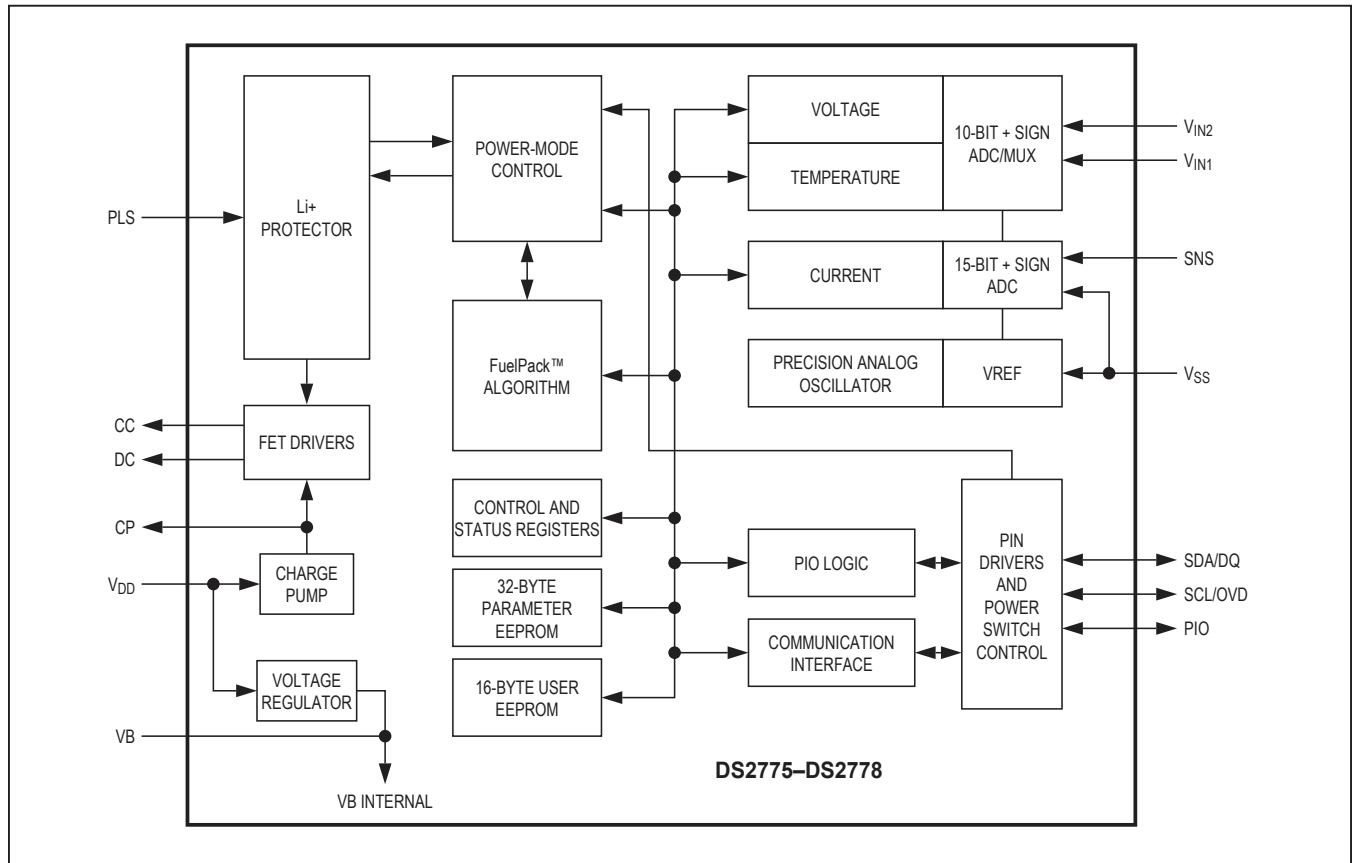 PLS
CC
DC
CP
VDD
VB
Li+
PROTECTOR
FET DRIVERS
CHARGE
PUMP
VOLTAGE
REGULATOR
VB INTERNAL
POWER-MODE
CONTROL
FuelPack™
ALGORITHM
CONTROL AND
STATUS REGISTERS
32-BYTE
PARAMETER
EEPROM
16-BYTE USER
EEPROM
VOLTAGE
TEMPERATURE
10-BIT + SIGN
ADC/MUX
CURRENT
15-BIT + SIGN
ADC
PRECISION ANALOG
OSCILLATOR
VREF
PIO LOGIC
COMMUNICATION
INTERFACE
PIN
DRIVERS
AND
POWER
SWITCH
CONTROL
VIN2
VIN1
SNS
VSS
SDA/DQ
SCL/OVD
PIO
DS2775–DS2778